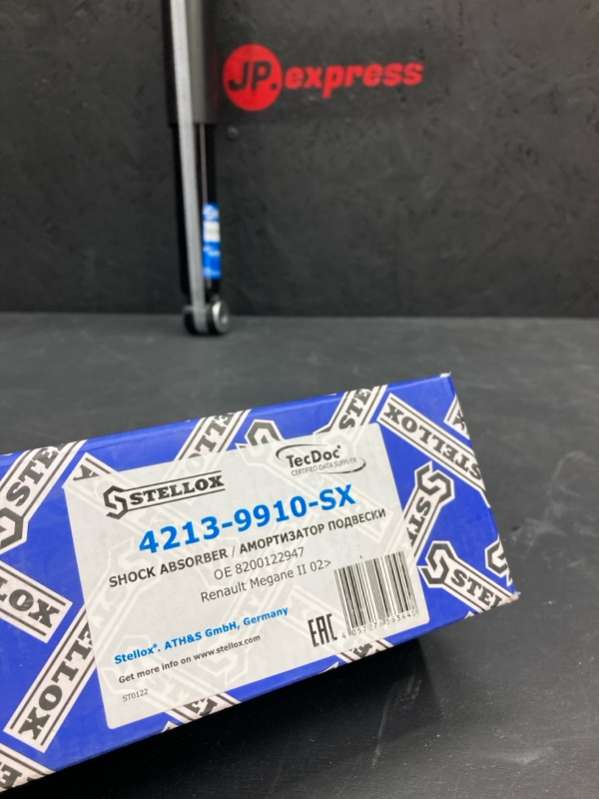 JP.express
STELLOX
TecDoc®
CERTIFIED DATA SUPPLIER
4213-9910-SX
SHOCK ABSORBER / АМОРТИЗАТОР ПОДВЕСКИ
OE 8200122947
Renault Megane II 02>
Stellox®. ATH&S GmbH, Germany
Get more info on www.stellox.com
ST0122
EAC
STELLOX
STELLOX
STELLOX